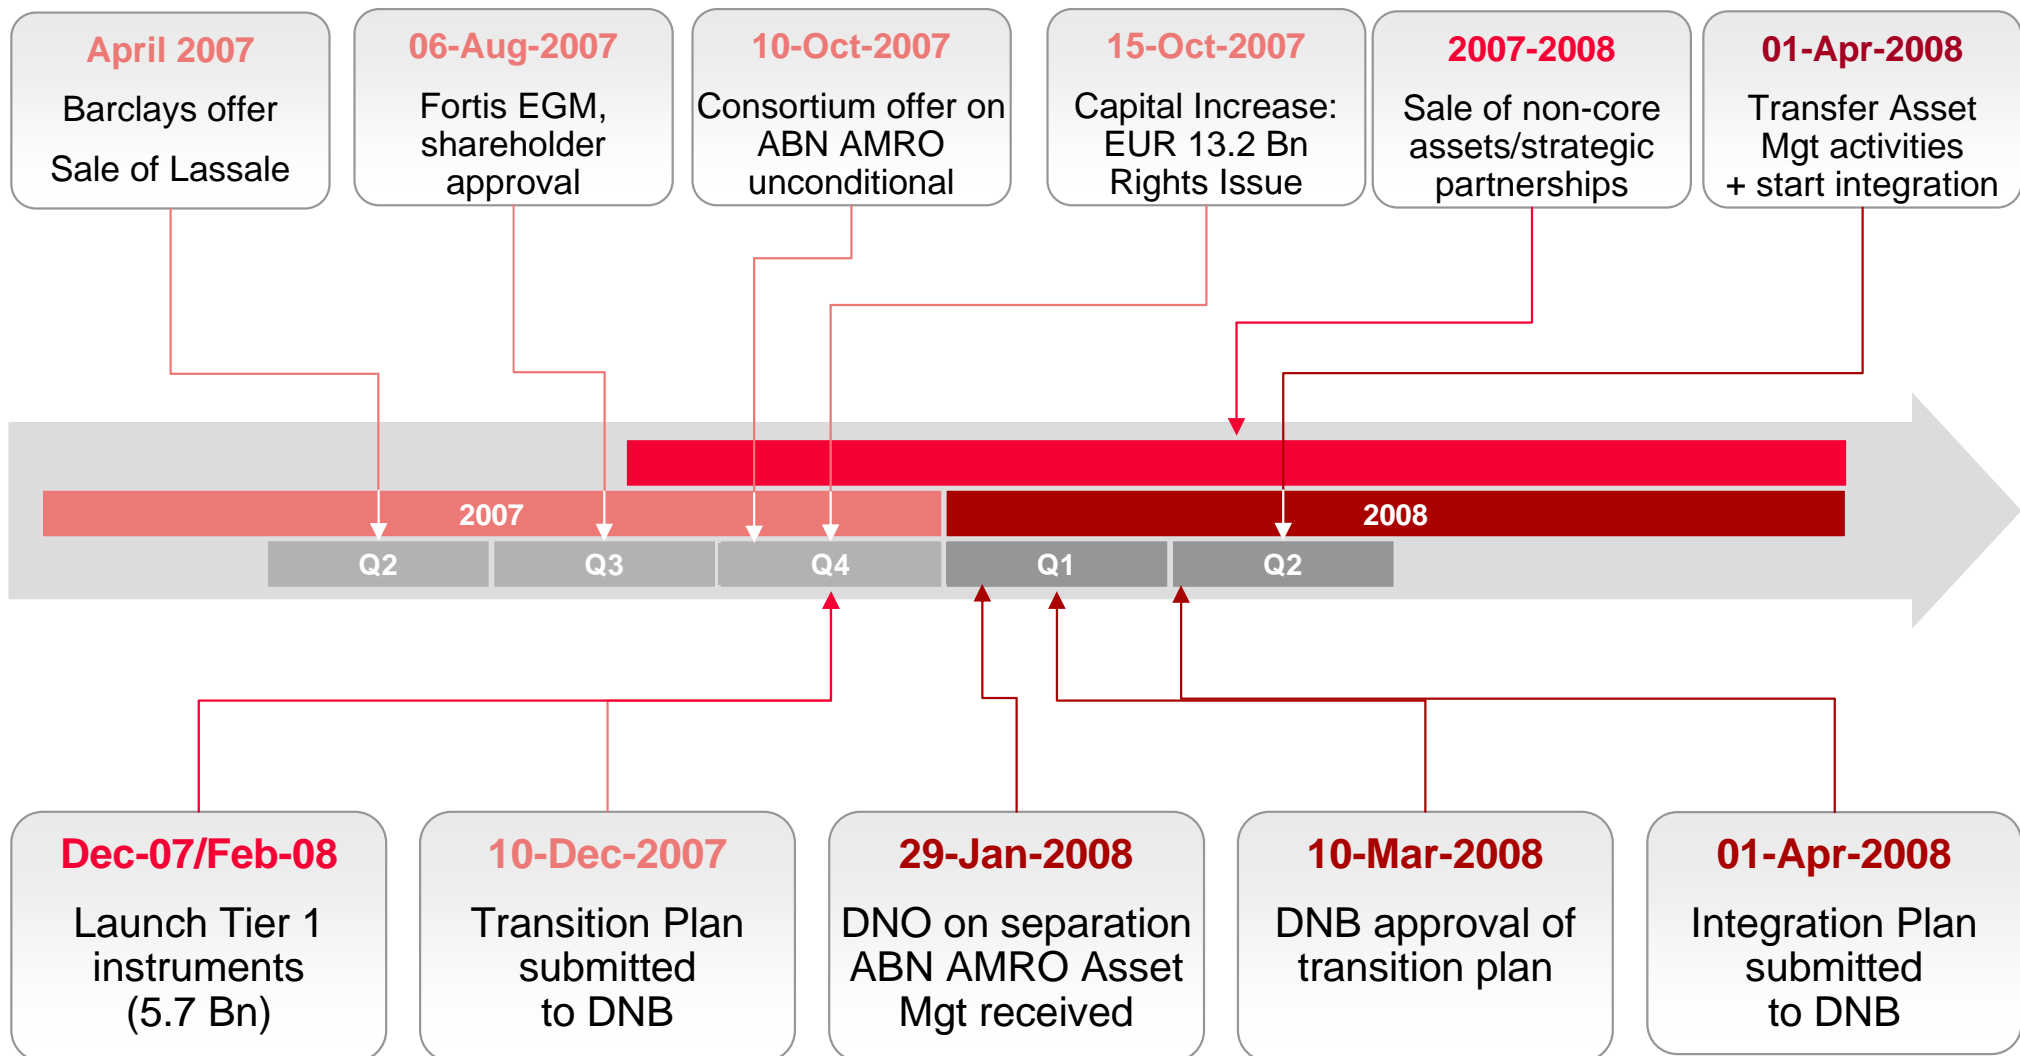 April 2007
Barclays offer
Sale of Lassale
06-Aug-2007
Fortis EGM,
shareholder
approval
10-Oct-2007
Consortium offer on
ABN AMRO
unconditional
15-Oct-2007
Capital Increase:
EUR 13.2 Bn
Rights Issue
2007-2008
Sale of non-core
assets/strategic
partnerships
01-Apr-2008
Transfer Asset
Mgt activities
+ start integration
2007
2008
Q2
Q3
Q4
Q1
Q2
Dec-07/Feb-08
Launch Tier 1
instruments
(5.7 Bn)
10-Dec-2007
Transition Plan
submitted
to DNB
29-Jan-2008
DNO on separation
ABN AMRO Asset
Mgt received
10-Mar-2008
DNB approval of
transition plan
01-Apr-2008
Integration Plan
submitted
to DNB